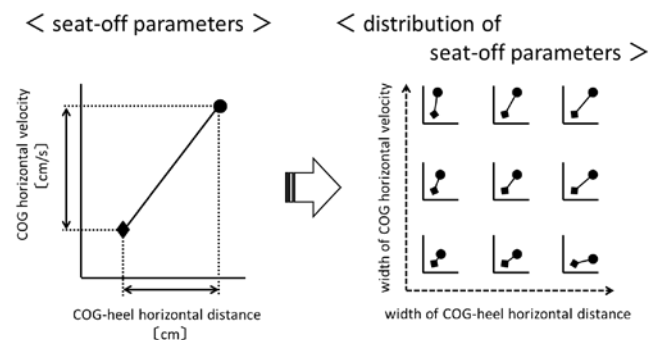 < seat-off parameters >
< distribution of
seat-off parameters >
COG horizontal velocity
〔cm/s〕
COG-heel horizontal distance
〔cm〕
width of COG horizontal velocity
width of COG-heel horizontal distance